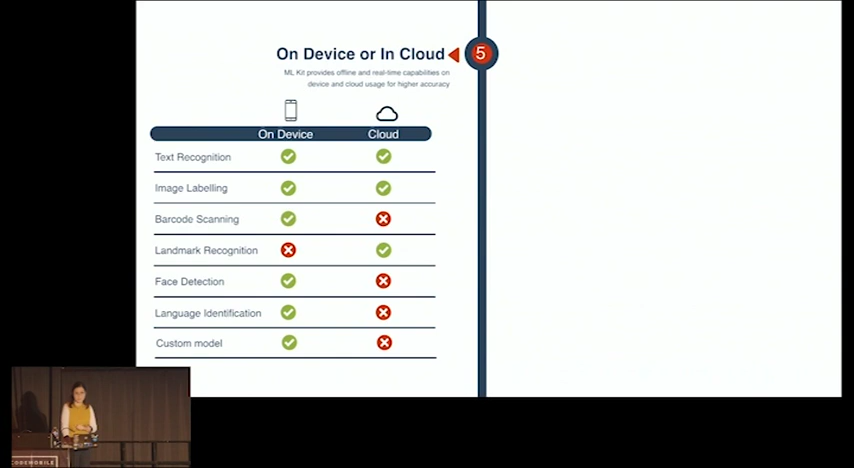 On Device or In Cloud
5
ML Kit provides offline and real-time capabilities on
device and cloud usage for higher accuracy
On Device Cloud
Text Recognition
Image Labelling
Barcode Scanning
Landmark Recognition
Face Detection
Language Identification
Custom model
CODEMOBILE